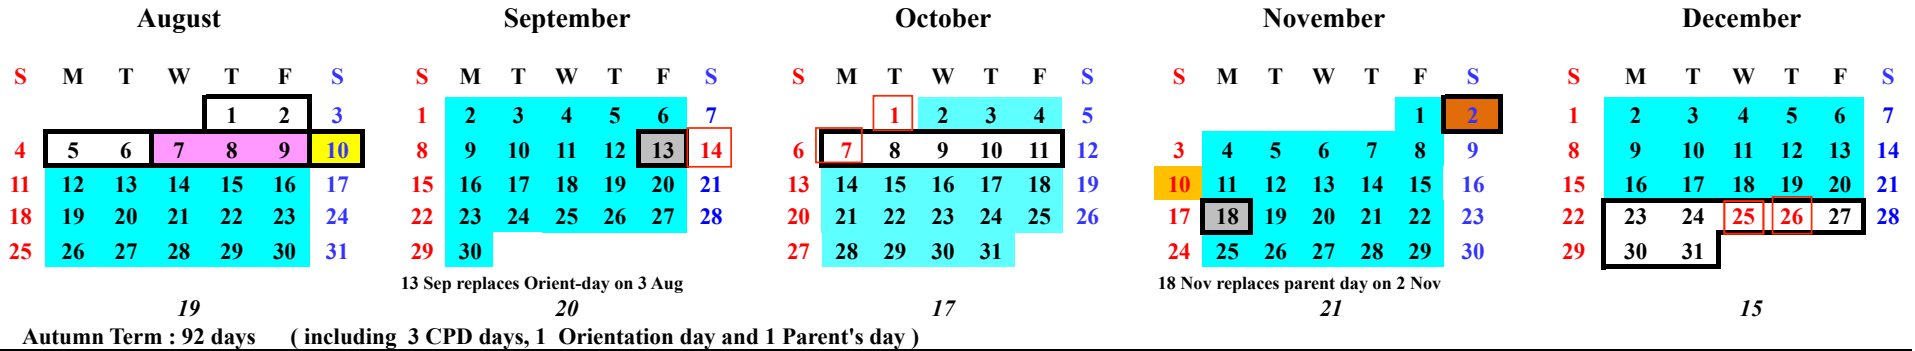 August September October November December
S M T W T F S S M T W T F S S M T W T F S S M T W T F S S M T W T F S
1 2 3 1 2 3 4 5 6 7 1 2 3 4 5 1 2 1 2 3 4 5 6 7
4 5 6 7 8 9 10 8 9 10 11 12 13 14 6 7 8 9 10 11 12 3 4 5 6 7 8 9 8 9 10 11 12 13 14
11 12 13 14 15 16 17 15 16 17 18 19 20 21 13 14 15 16 17 18 19 10 11 12 13 14 15 16 15 16 17 18 19 20 21
18 19 20 21 22 23 24 22 23 24 25 26 27 28 20 21 22 23 24 25 26 17 18 19 20 21 22 23 22 23 24 25 26 27 28
25 26 27 28 29 30 31 29 30 27 28 29 30 31 24 25 26 27 28 29 30 29 30 31
13 Sep replaces Orient-day on 3 Aug 18 Nov replaces parent day on 2 Nov
19 20 17 21 15
Autumn Term : 92 days ( including 3 CPD days, 1 Orientation day and 1 Parent's day )